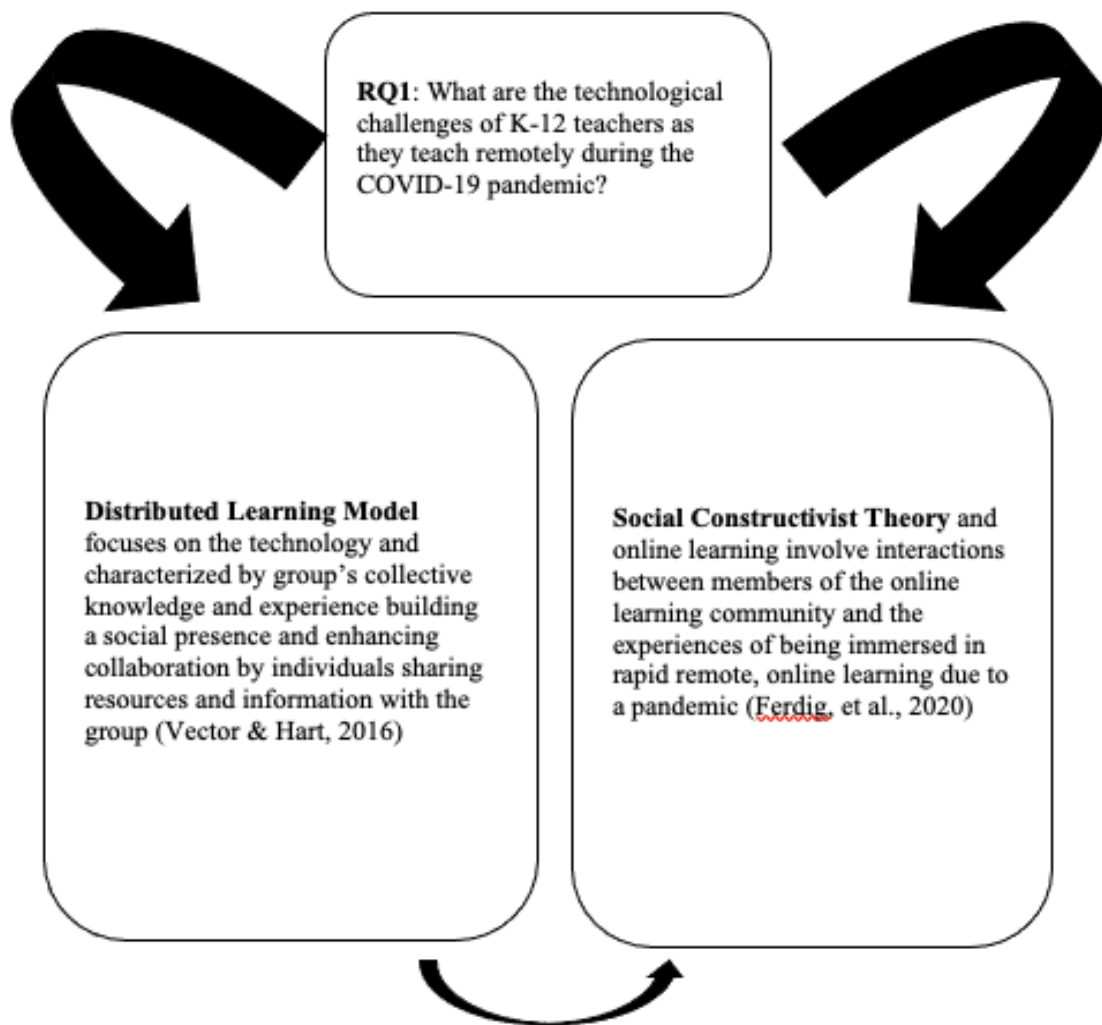 RQ1: What are the technological
challenges of K-12 teachers as
they teach remotely during the
COVID-19 pandemic?
Distributed Learning Model
focuses on the technology and
characterized by group's collective
knowledge and experience building
a social presence and enhancing
collaboration by individuals sharing
resources and information with the
group (Vector & Hart, 2016)
Social Constructivist Theory and
online learning involve interactions
between members of the online
learning community and the
experiences of being immersed in
rapid remote, online learning due to
a pandemic (Ferdig, et al., 2020)